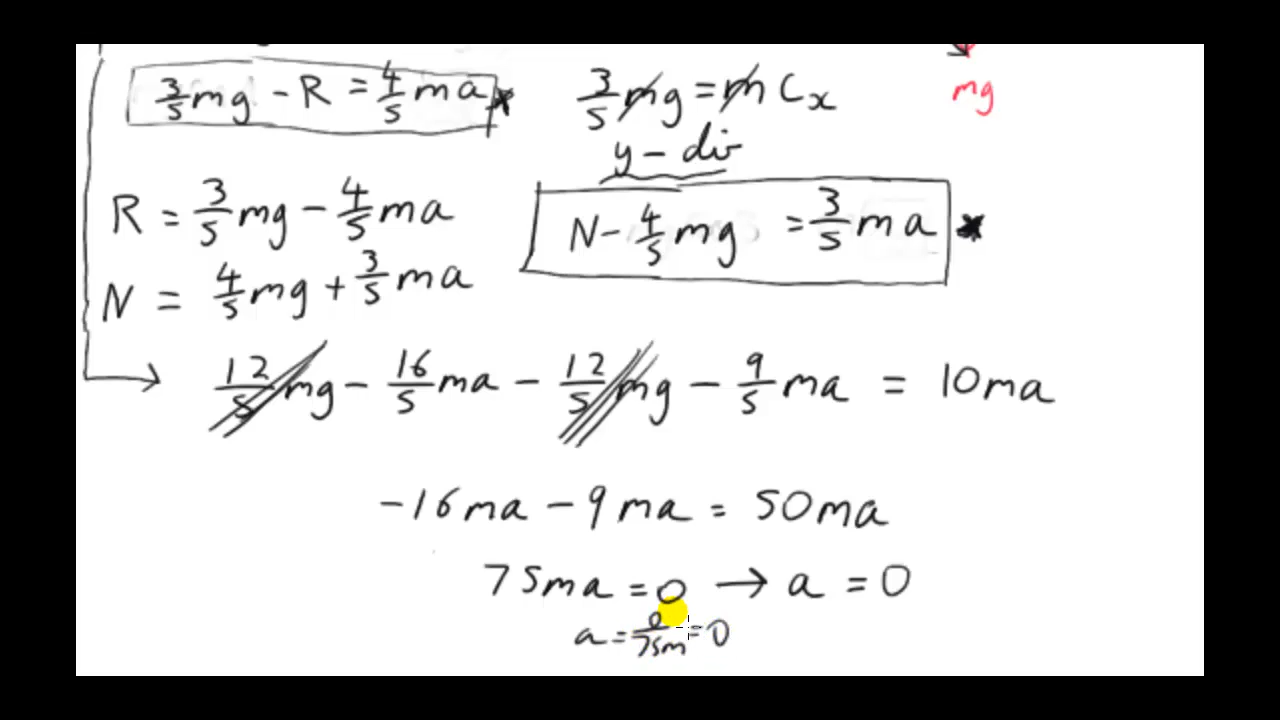 3/5 mg - R = 4/5 ma *
3/5 mg = m Cx
mg
y - dir
R = 3/5 mg - 4/5 ma
N - 4/5 mg = 3/5 ma *
N = 4/5 mg + 3/5 ma
→ 12/5 mg - 16/5 ma - 12/5 mg - 9/5 ma = 10ma
-16ma - 9ma = 50ma
75ma = 0 → a = 0
a = 0/75m = 0